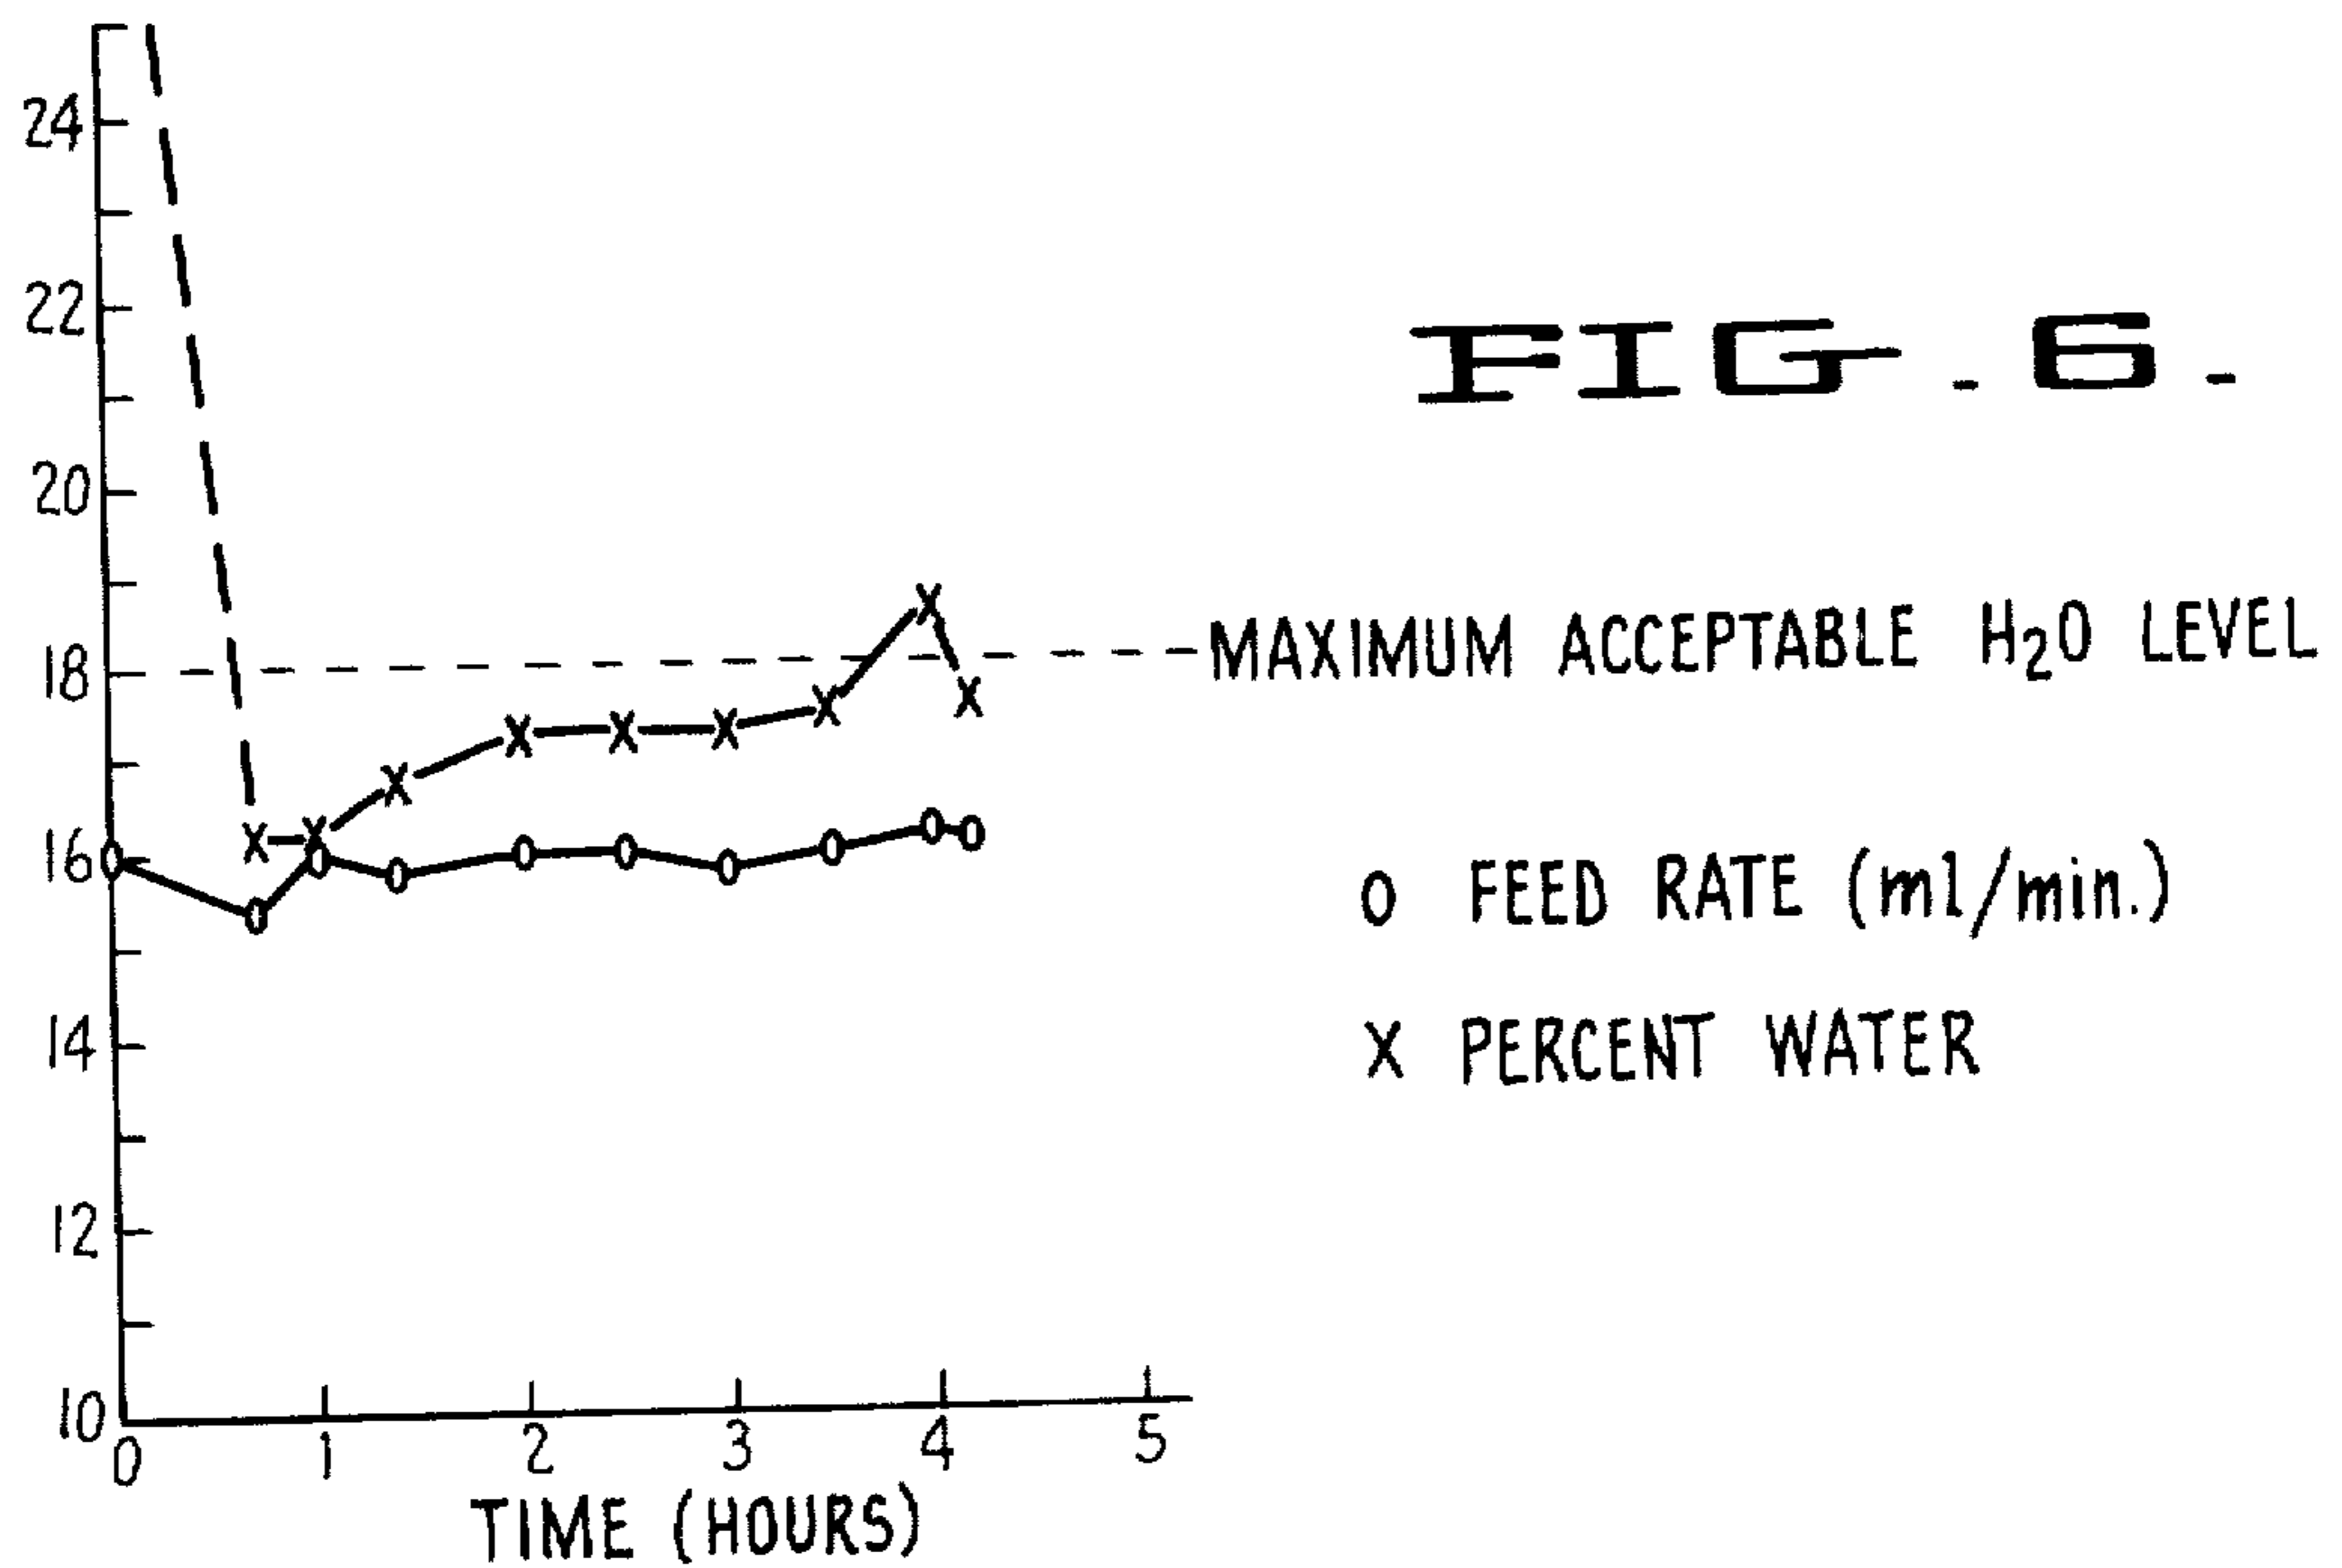 24
22
FIG. 6.
20
18
MAXIMUM ACCEPTABLE H2O LEVEL
16
O FEED RATE (ml/min.)
14
X PERCENT WATER
12
10
0 1 2 3 4 5
TIME (HOURS)